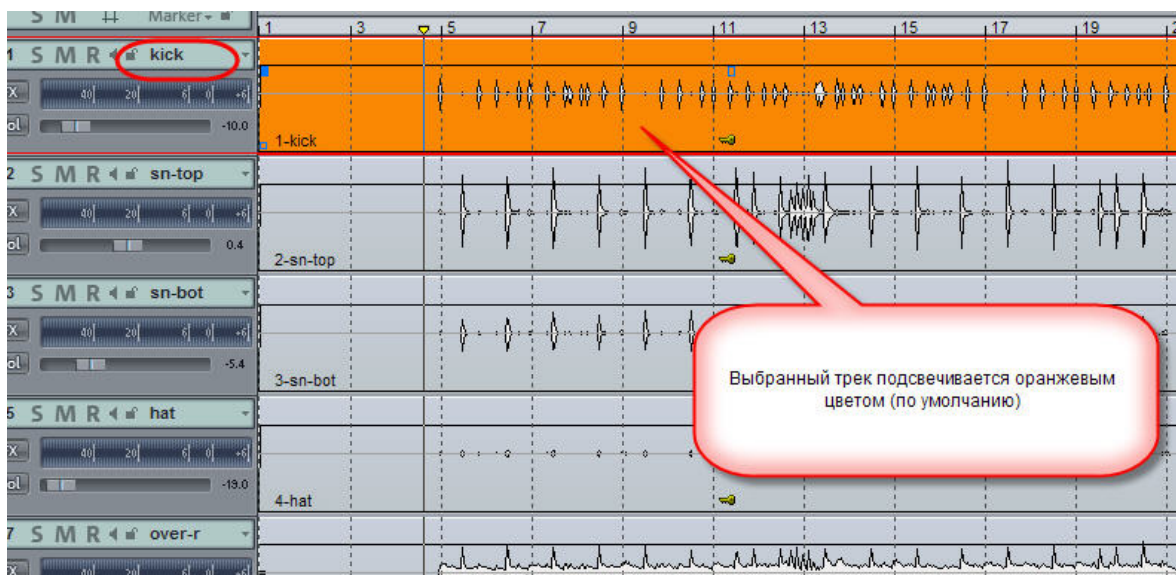 S M Marker
1 3 5 7 9 11 13 15 17 19 2
1 S M R kick
40 20 6 0 +6
-10.0
1-kick
2 S M R sn-top
40 20 6 0 +6
0.4
2-sn-top
3 S M R sn-bot
40 20 6 0 +6
-5.4
3-sn-bot
Выбранный трек подсвечивается оранжевым
цветом (по умолчанию)
5 S M R hat
40 20 6 0 +6
-19.0
4-hat
7 S M R over-r
40 20 6 0 +6